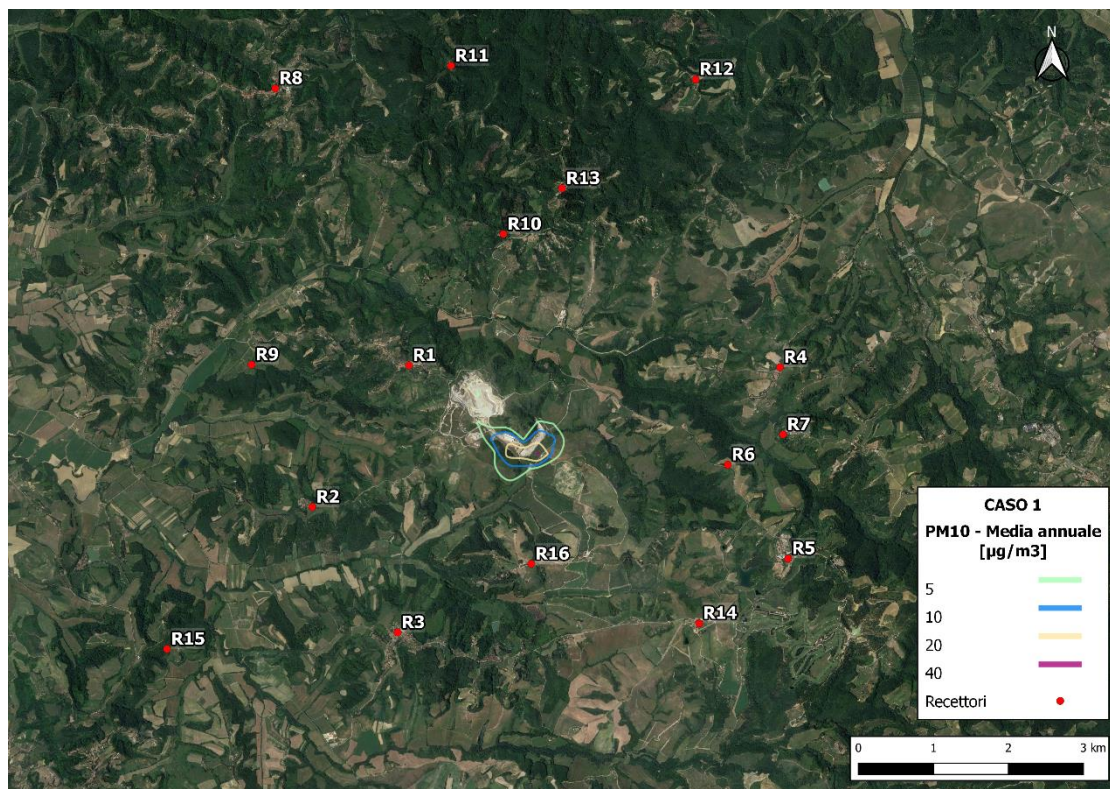 N
R11
R8
R12
R13
R10
R9
R1
R4
R7
R6
R2
R16
R5
R14
R3
R15
CASO 1
PM10 - Media annuale
[µg/m3]
5
10
20
40
Recettori
0 1 2 3 km